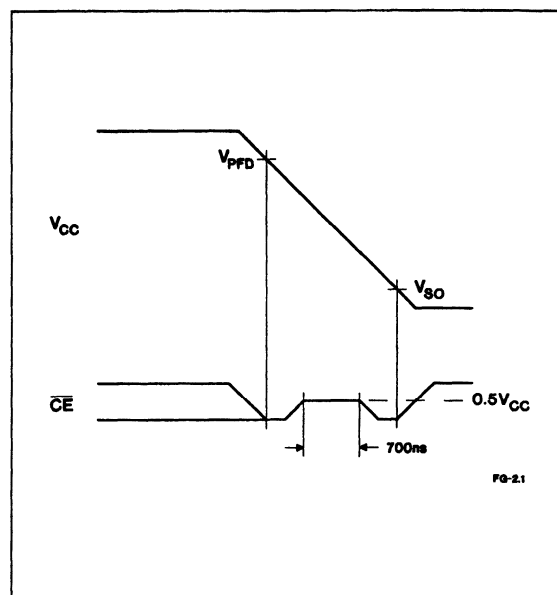 VPFD
VCC
VSO
CE
0.5VCC
700ns
FG-2.1